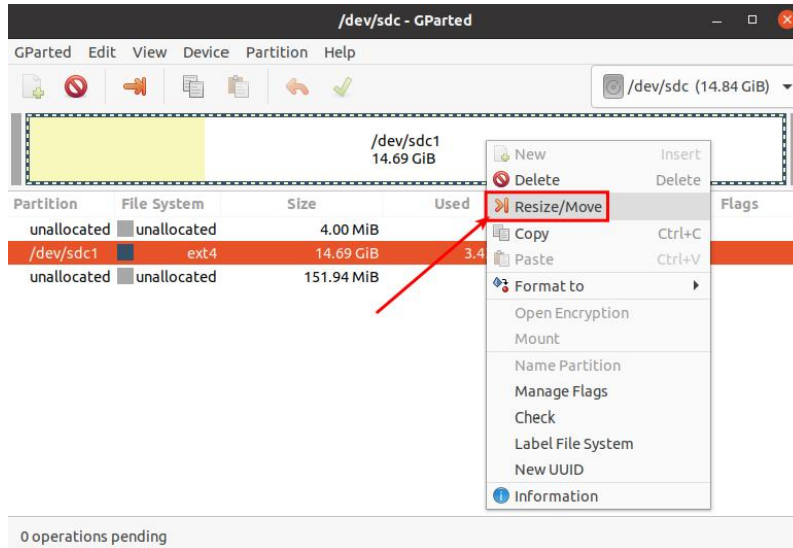 /dev/sdc - GParted
GParted Edit View Device Partition Help
/dev/sdc (14.84 GiB)
/dev/sdc1
14.69 GiB
Partition File System Size Used Flags
unallocated unallocated 4.00 MiB
/dev/sdc1 ext4 14.69 GiB 3.4
unallocated unallocated 151.94 MiB
New Insert
Delete Delete
Resize/Move
Copy Ctrl+C
Paste Ctrl+V
Format to
Open Encryption
Mount
Name Partition
Manage Flags
Check
Label File System
New UUID
Information
0 operations pending